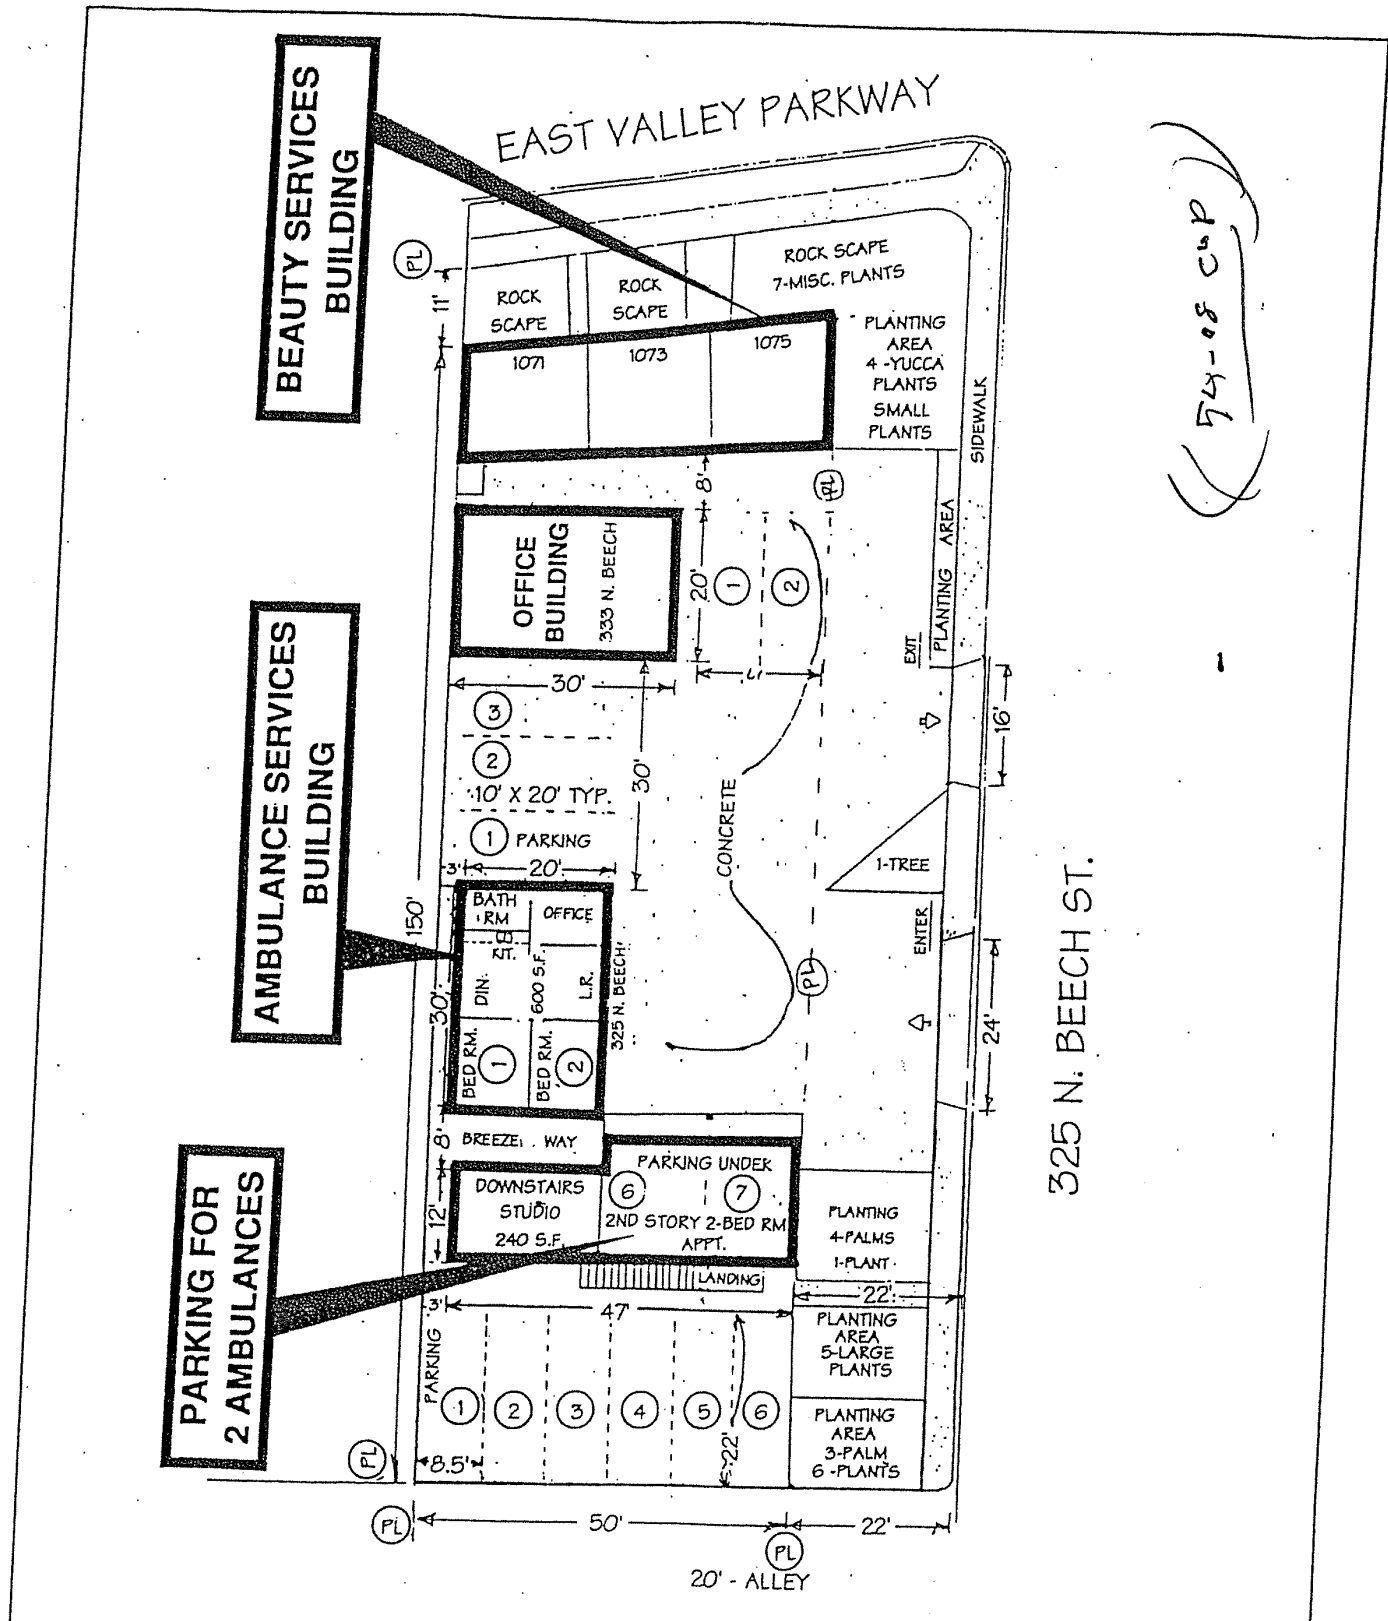 EAST VALLEY PARKWAY
BEAUTY SERVICES
BUILDING
PL
11'
ROCK
SCAPE
ROCK
SCAPE
ROCK SCAPE
7-MISC. PLANTS
1071
1073
1075
PLANTING
AREA
4 -YUCCA
PLANTS
SMALL
PLANTS
SIDEWALK
8'
PL
OFFICE
BUILDING
333 N. BEECH
20'
1
2
PLANTING AREA
EXIT
30'
17'
16'
AMBULANCE SERVICES
BUILDING
3
2
10' X 20' TYP.
1 PARKING
30'
CONCRETE
1-TREE
3'
20'
150'
BATH
RM
OFFICE
KIT.
DIN.
600 S.F.
L.R.
325 N. BEECH
30'
BED RM.
1
BED RM.
2
PL
ENTER
24'
325 N. BEECH ST.
8'
BREEZE WAY
PARKING FOR
2 AMBULANCES
12'
DOWNSTAIRS
STUDIO
240 S.F.
PARKING UNDER
6
7
2ND STORY 2-BED RM
APPT.
LANDING
PLANTING
4-PALMS
1-PLANT
3'
47'
22'
PARKING
1
2
3
4
5
6
22'
8.5'
PLANTING
AREA
5-LARGE
PLANTS
PLANTING
AREA
3-PALM
6 -PLANTS
PL
PL
50'
PL
22'
20' - ALLEY